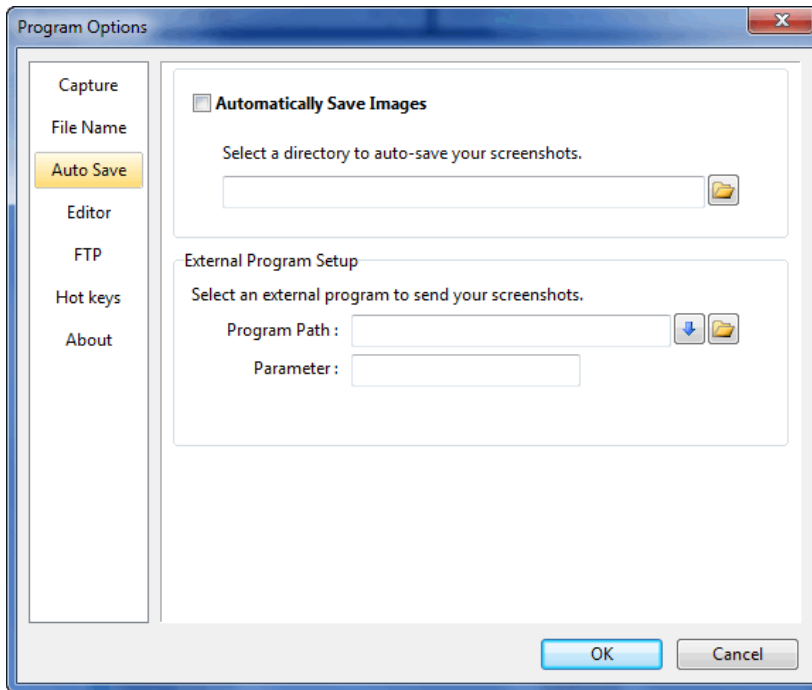 Program Options
Capture
File Name
Auto Save
Editor
FTP
Hot keys
About
Automatically Save Images
Select a directory to auto-save your screenshots.
External Program Setup
Select an external program to send your screenshots.
Program Path :
Parameter :
OK
Cancel